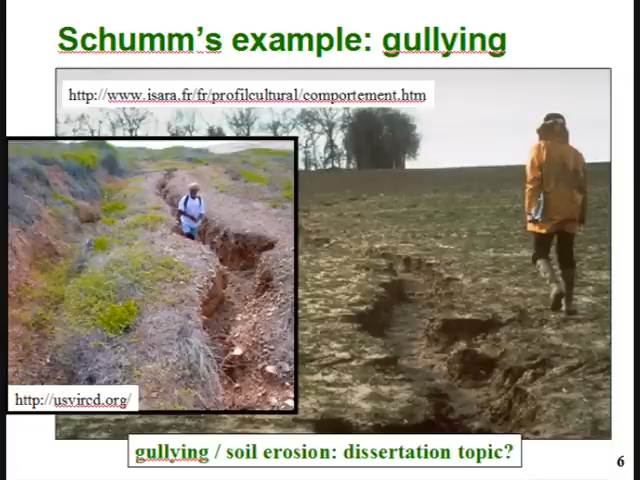 Schumm's example: gullying
http://www.isara.fr/fr/profilcultural/comportement.htm
http://usvircd.org/
gullying / soil erosion: dissertation topic?
6